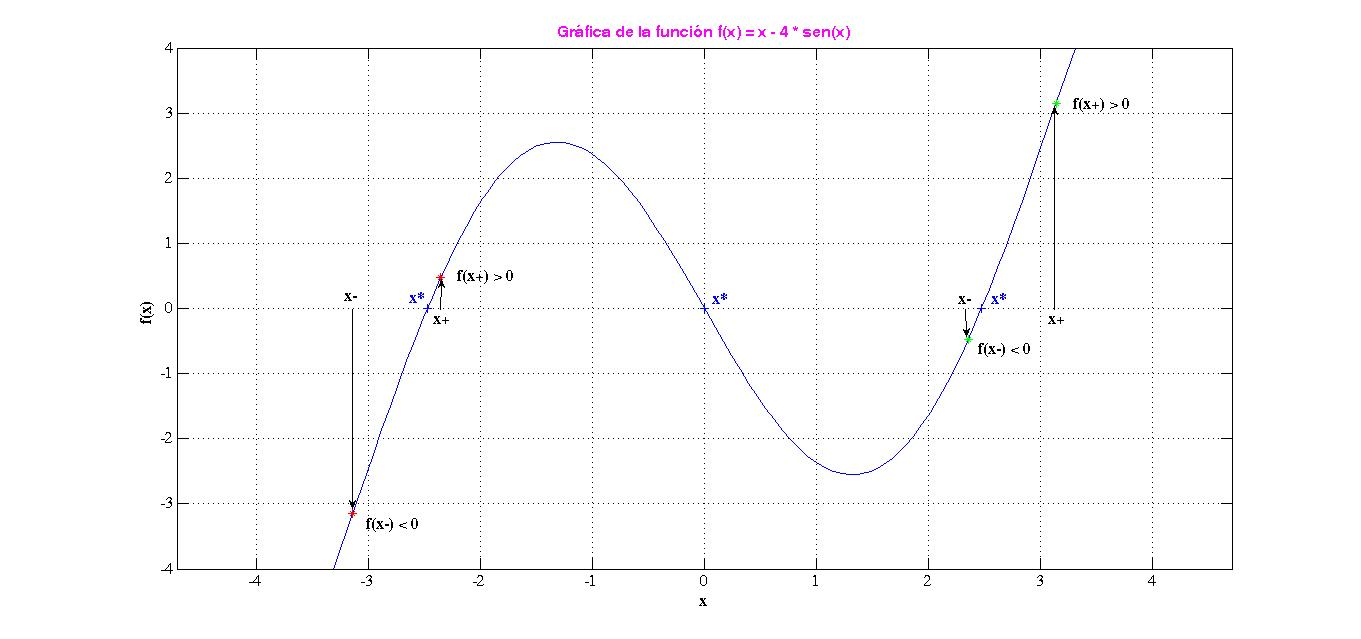 Gráfica de la función f(x) = x - 4 * sen(x)
4
3
f(x+) > 0
2
1
f(x+) > 0
x-
x*
x*
x-
x*
0
x+
x+
f(x)
f(x-) < 0
-1
-2
-3
f(x-) < 0
-4
-4
-3
-2
-1
0
1
2
3
4
x